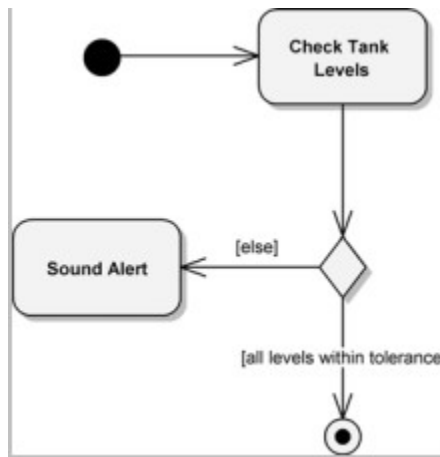 Check Tank
Levels
[else]
Sound Alert
[all levels within tolerance